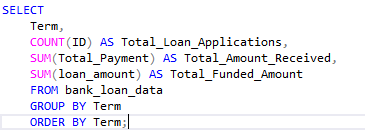 SELECT
Term,
COUNT(ID) AS Total_Loan_Applications,
SUM(Total_Payment) AS Total_Amount_Received,
SUM(loan_amount) AS Total_Funded_Amount
FROM bank_loan_data
GROUP BY Term
ORDER BY Term;